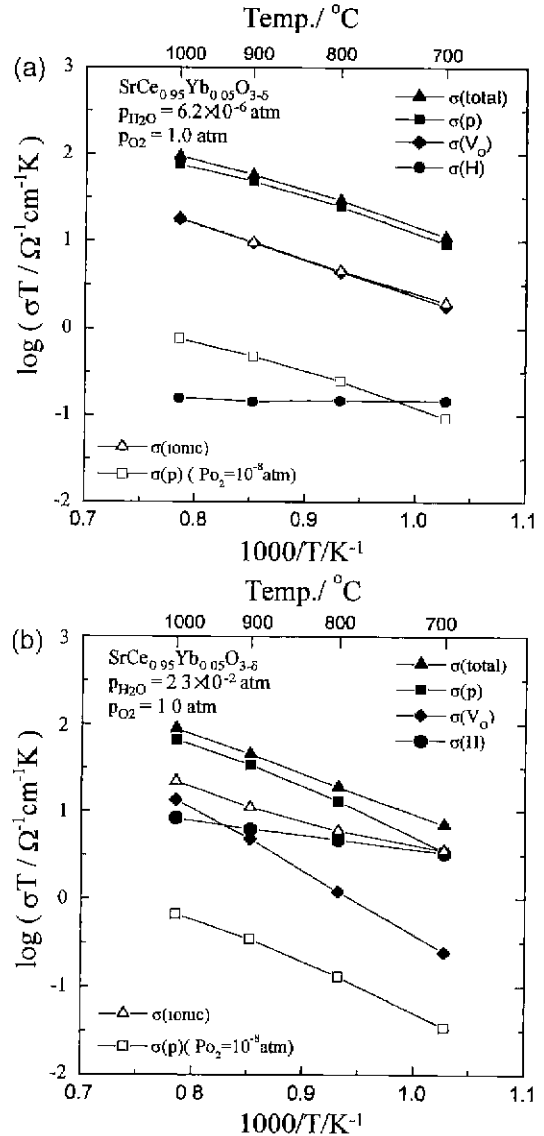 Temp./ °C
1000 900 800 700
(a)
3
SrCe0.95Yb0.05O3-δ
pH2O = 6.2×10-6 atm
pO2 = 1.0 atm
σ(total)
σ(p)
σ(VO)
σ(H)
2
1
0
-1
-2
log ( σT / Ω-1cm-1K )
σ(ionic)
σ(p) ( Po2=10-8atm)
0.7 0.8 0.9 1.0 1.1
1000/T/K-1
Temp./ °C
1000 900 800 700
(b)
3
SrCe0 95Yb0 05O3-δ
pH2O = 2 3×10-2 atm
pO2 = 1 0 atm
σ(total)
σ(p)
σ(VO)
σ(H)
2
1
0
-1
-2
log ( σT / Ω-1cm-1K )
σ(ionic)
σ(p)( Po2=10-8atm)
0.7 0.8 0.9 1.0 1.1
1000/T/K-1